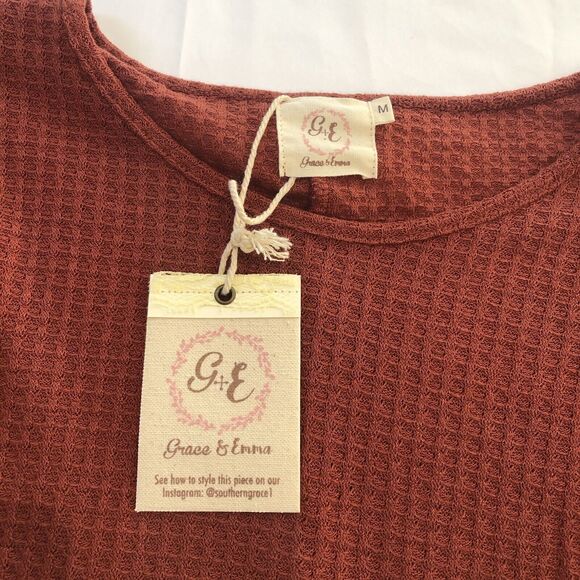 G+E
Grace & Emma
M
G+E
Grace & Emma
See how to style this piece on our
Instagram: @southerngrace1